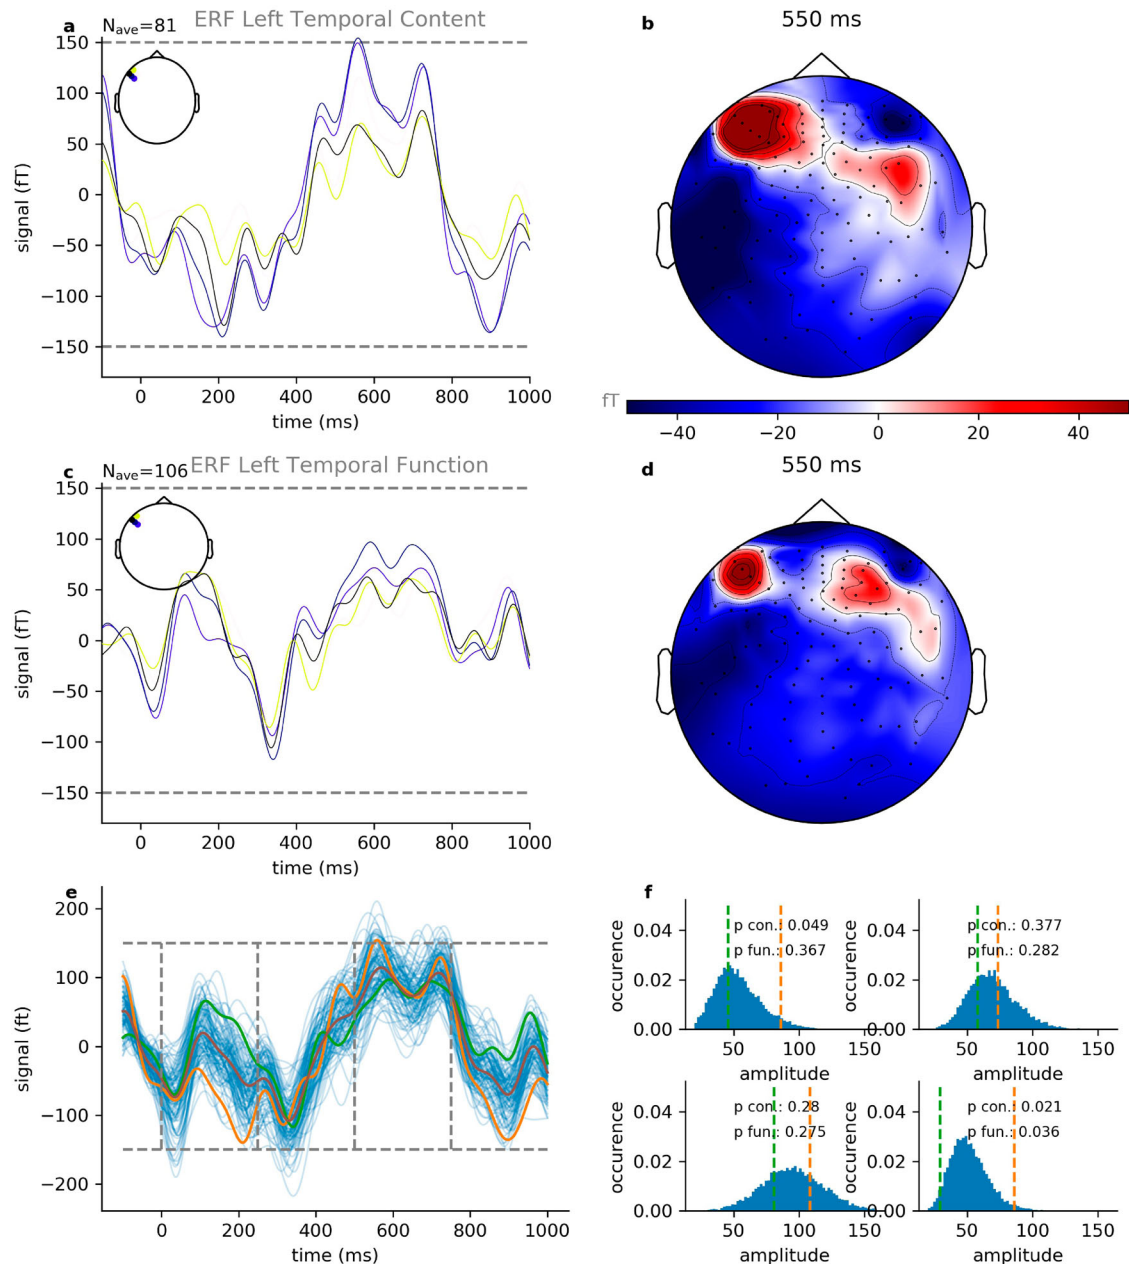 a
N_ave=81
ERF Left Temporal Content
150
100
50
0
−50
−100
−150
signal (fT)
0 200 400 600 800 1000
time (ms)
b
550 ms
fT
−40 −20 0 20 40
c
N_ave=106
ERF Left Temporal Function
150
100
50
0
−50
−100
−150
signal (fT)
0 200 400 600 800 1000
time (ms)
d
550 ms
e
200
100
0
−100
−200
signal (ft)
0 200 400 600 800 1000
time (ms)
f
p con.: 0.049
p fun.: 0.367
0.04
0.02
0.00
occurence
50 100 150
amplitude
p con.: 0.377
p fun.: 0.282
0.04
0.02
0.00
occurence
50 100 150
amplitude
p con.: 0.28
p fun.: 0.275
0.04
0.02
0.00
occurence
50 100 150
amplitude
p con.: 0.021
p fun.: 0.036
0.04
0.02
0.00
occurence
50 100 150
amplitude